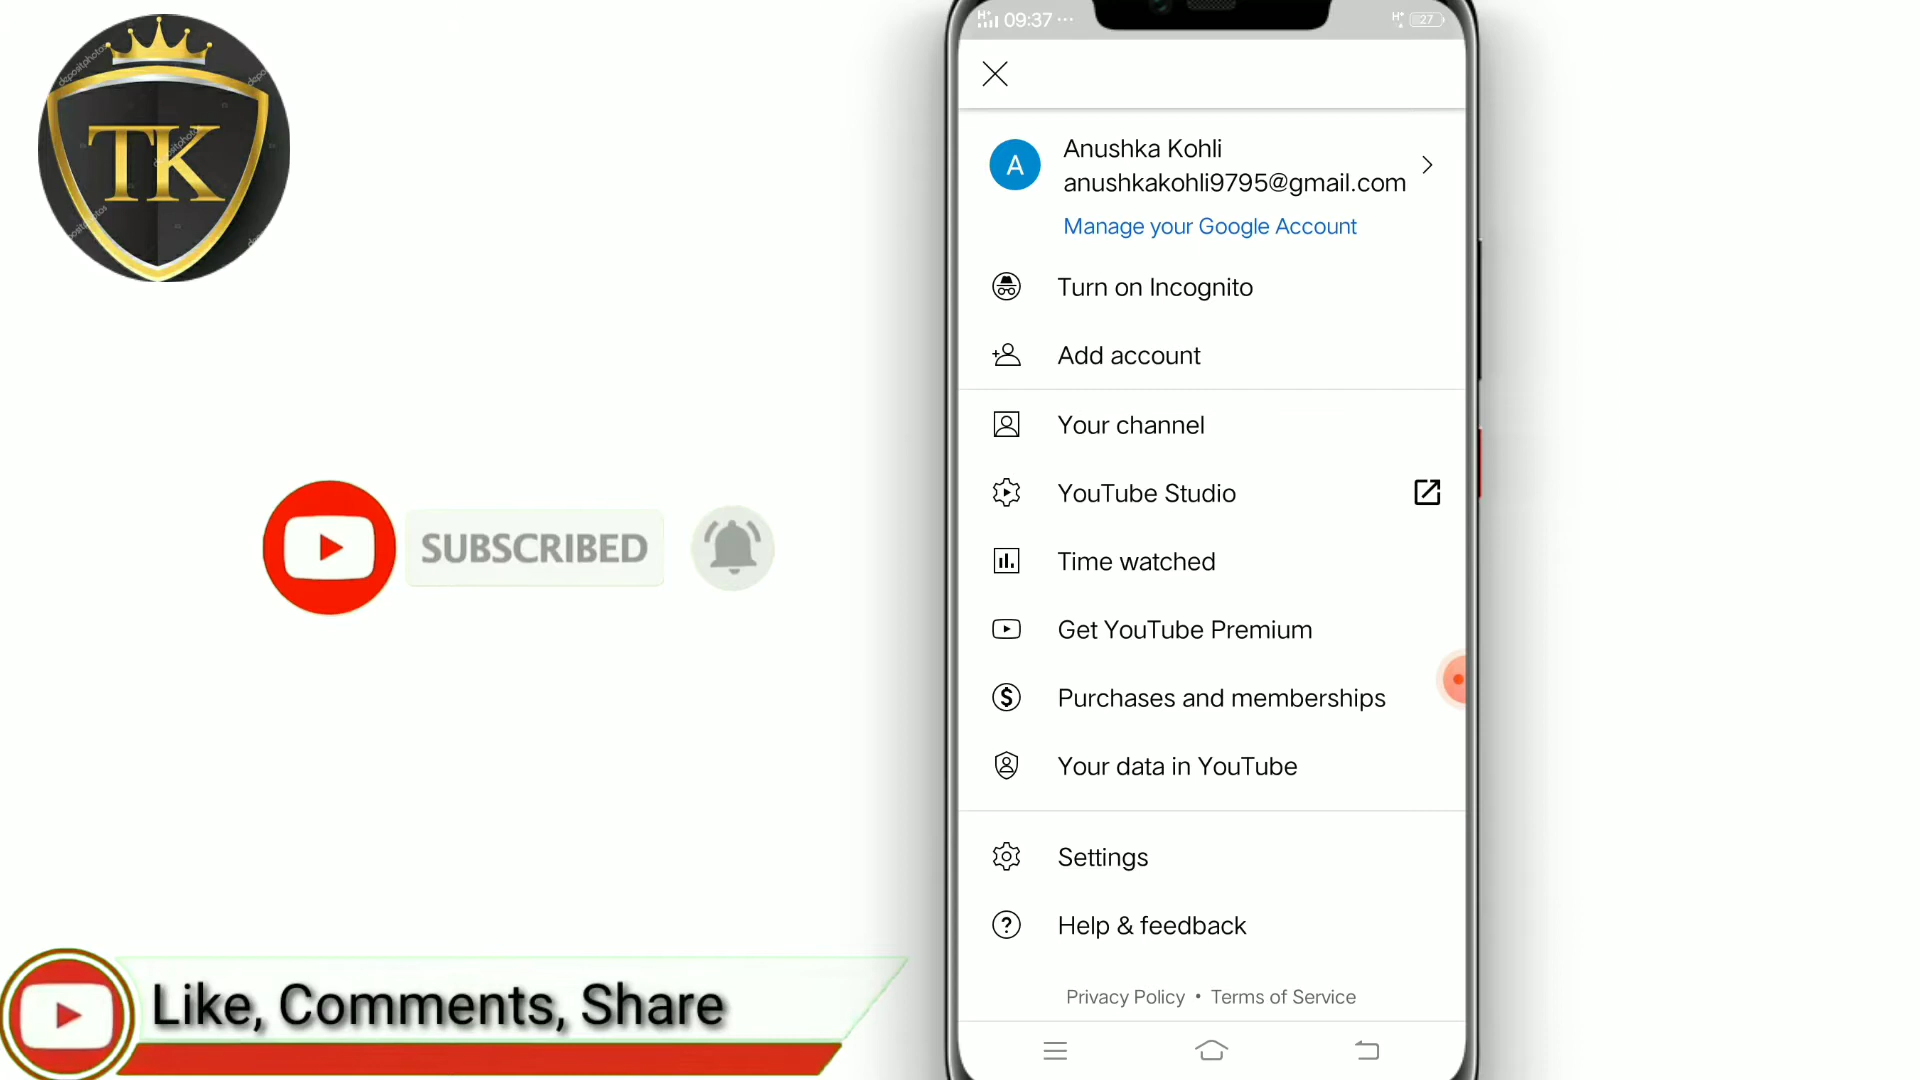 TK
depositphotos
SUBSCRIBED
Like, Comments, Share
09:37
27
A
Anushka Kohli
anushkakohli9795@gmail.com
Manage your Google Account
Turn on Incognito
Add account
Your channel
YouTube Studio
Time watched
Get YouTube Premium
Purchases and memberships
Your data in YouTube
Settings
Help & feedback
Privacy Policy • Terms of Service